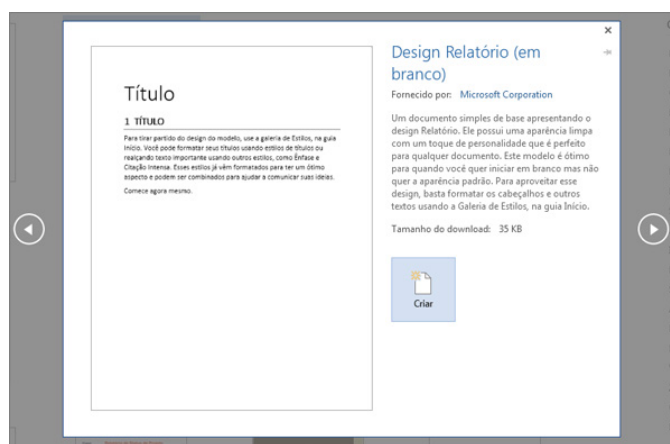 Título
1 TÍTULO
Para tirar partido do design do modelo, use a galeria de Estilos, na guia
Início. Você pode formatar seus títulos usando estilos de títulos ou
realçando texto importante usando outros estilos, como Ênfase e
Citação Intensa. Esses estilos já vêm formatados para ter um ótimo
aspecto e podem ser combinados para ajudar a comunicar suas ideias.
Comece agora mesmo.
Design Relatório (em
branco)
Fornecido por: Microsoft Corporation
Um documento simples de base apresentando o
design Relatório. Ele possui uma aparência limpa
com um toque de personalidade que é perfeito
para qualquer documento. Este modelo é ótimo
para quando você quer iniciar em branco mas não
quer a aparência padrão. Para aproveitar esse
design, basta formatar os cabeçalhos e outros
textos usando a Galeria de Estilos, na guia Início.
Tamanho do download: 35 KB
Criar